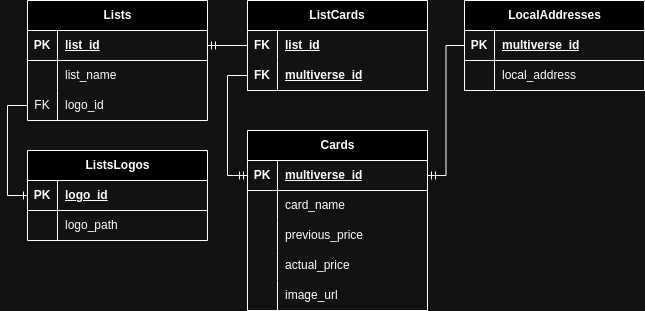 Lists
PK list_id
list_name
FK logo_id
ListsLogos
PK logo_id
logo_path
ListCards
FK list_id
FK multiverse_id
Cards
PK multiverse_id
card_name
previous_price
actual_price
image_url
LocalAddresses
PK multiverse_id
local_address